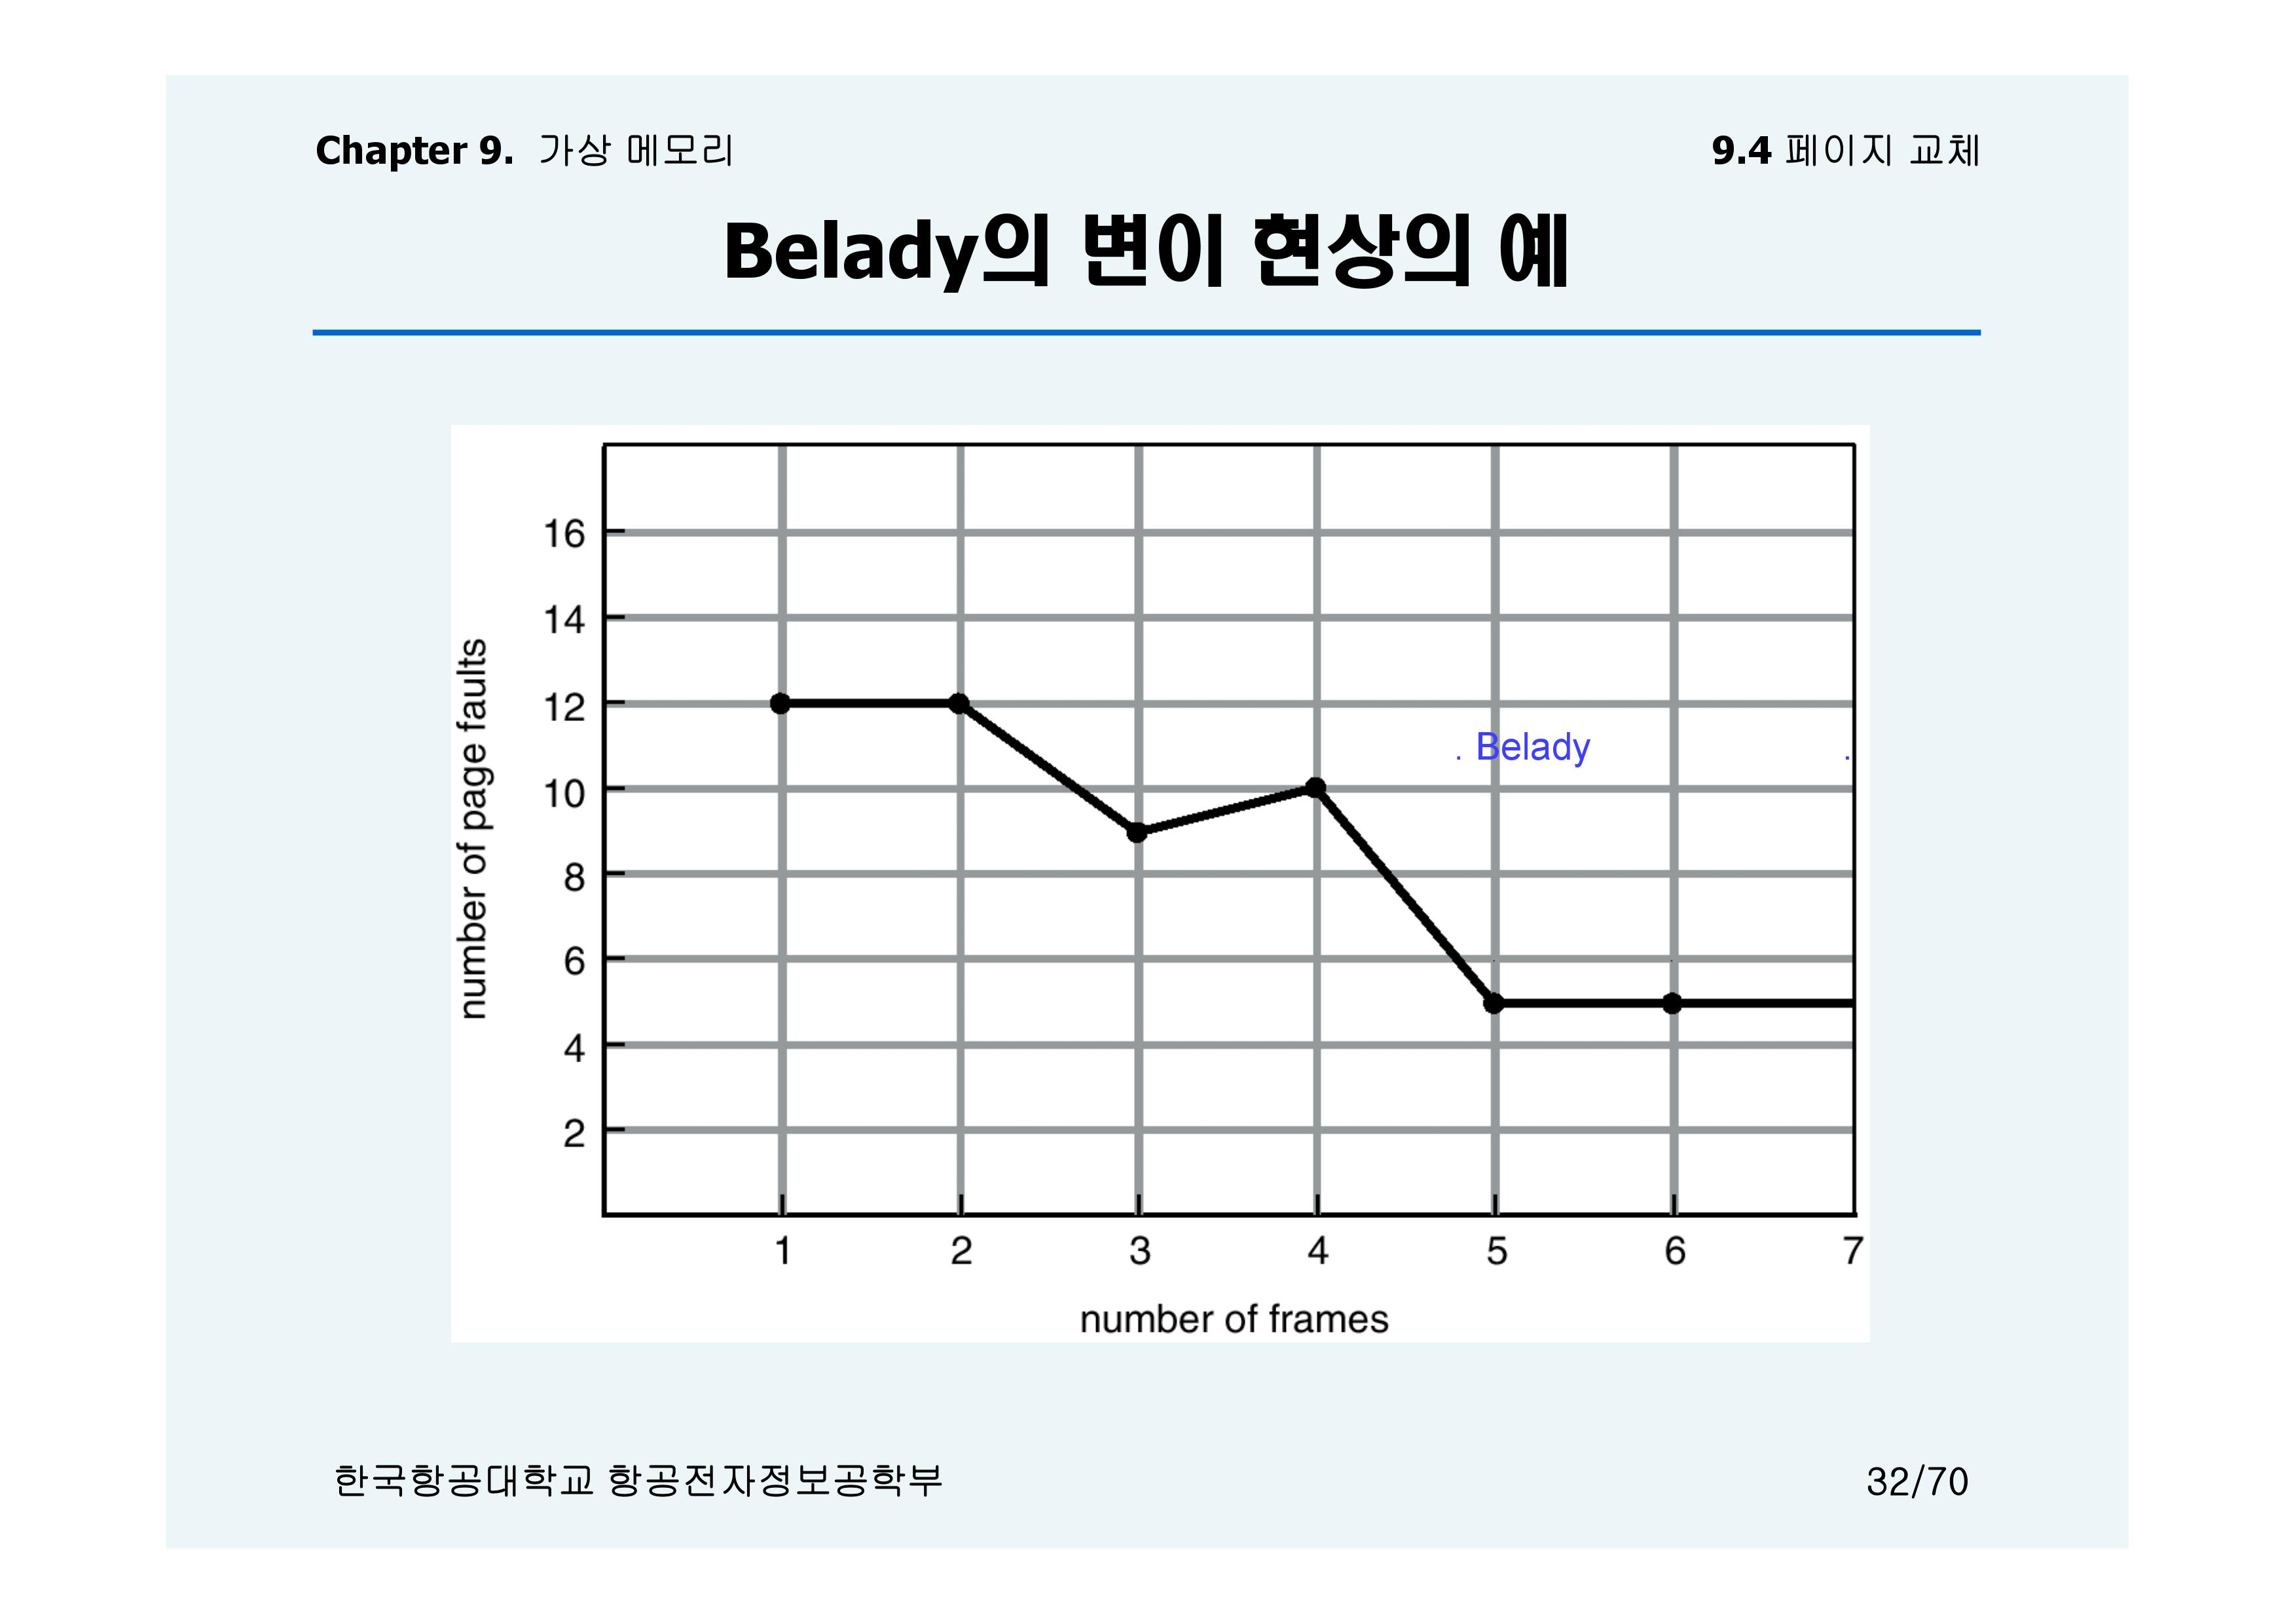 Chapter 9. 가상 메모리
9.4 페이지 교체
Belady의 변이 현상의 예
number of page faults
16
14
12
10
8
6
4
2
. Belady .
1 2 3 4 5 6 7
number of frames
한국항공대학교 항공전자정보공학부
32/70